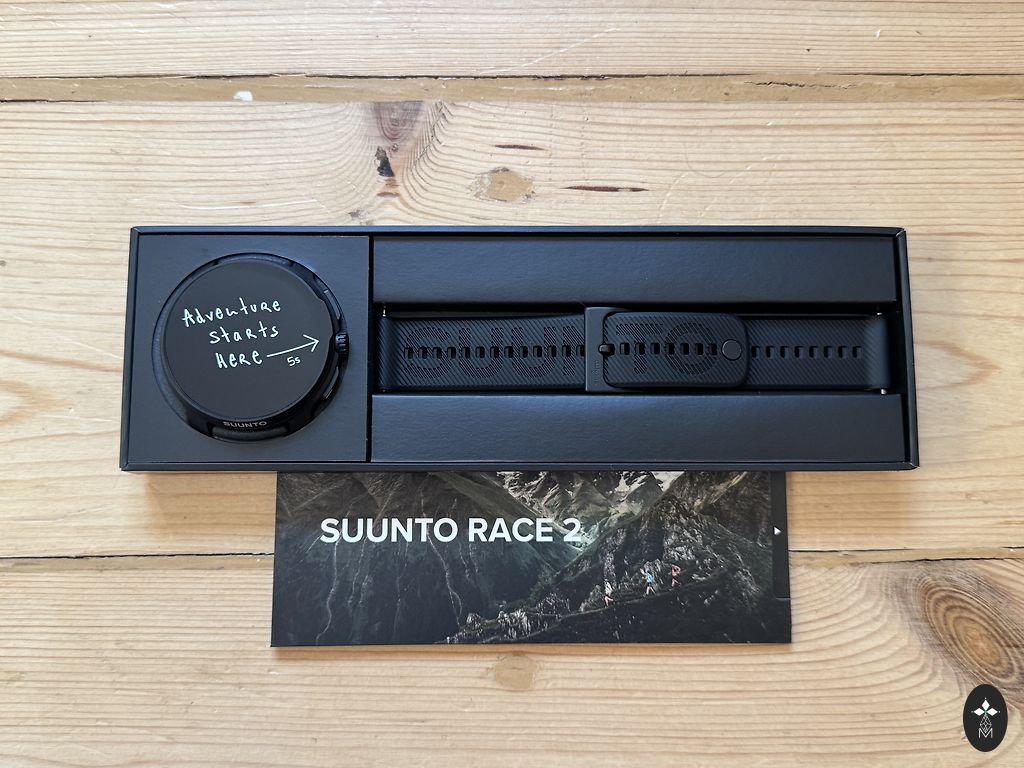 Adventure
starts
HERE
5s
SUUNTO
SUUNTO RACE 2
M